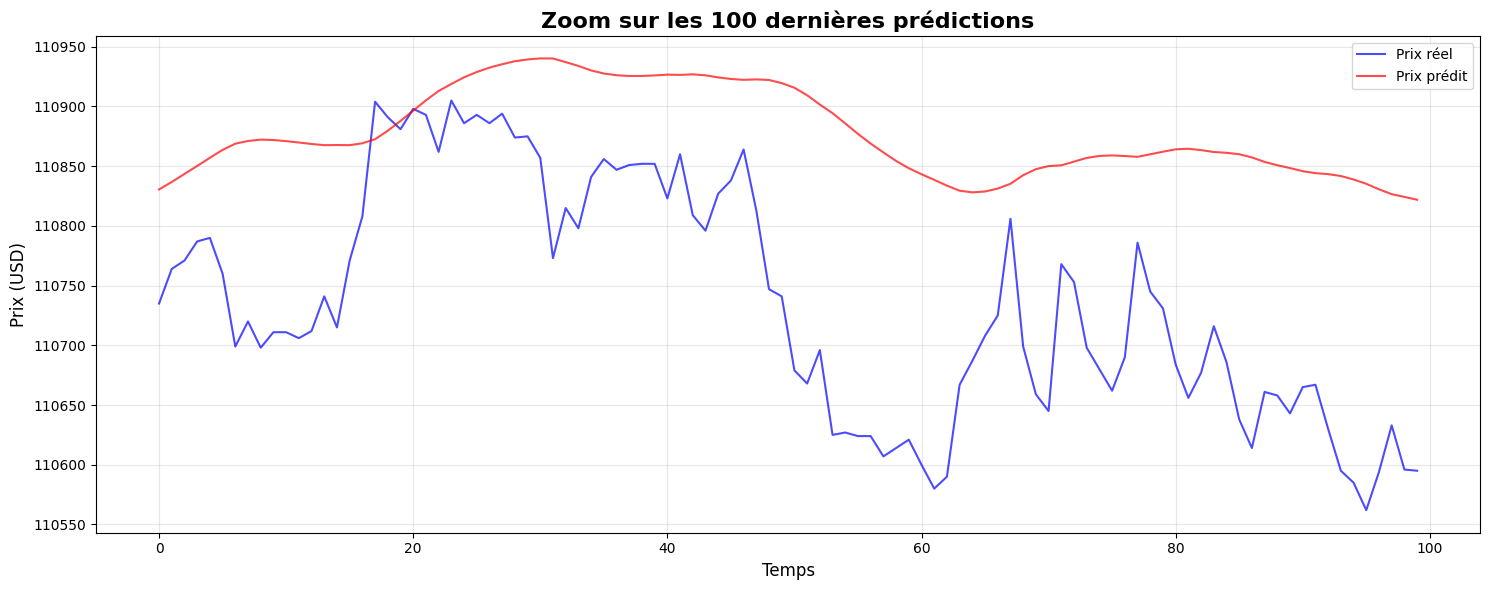 Zoom sur les 100 dernières prédictions
Prix réel
Prix prédit
110950
110900
110850
110800
110750
110700
110650
110600
110550
Prix (USD)
0 20 40 60 80 100
Temps